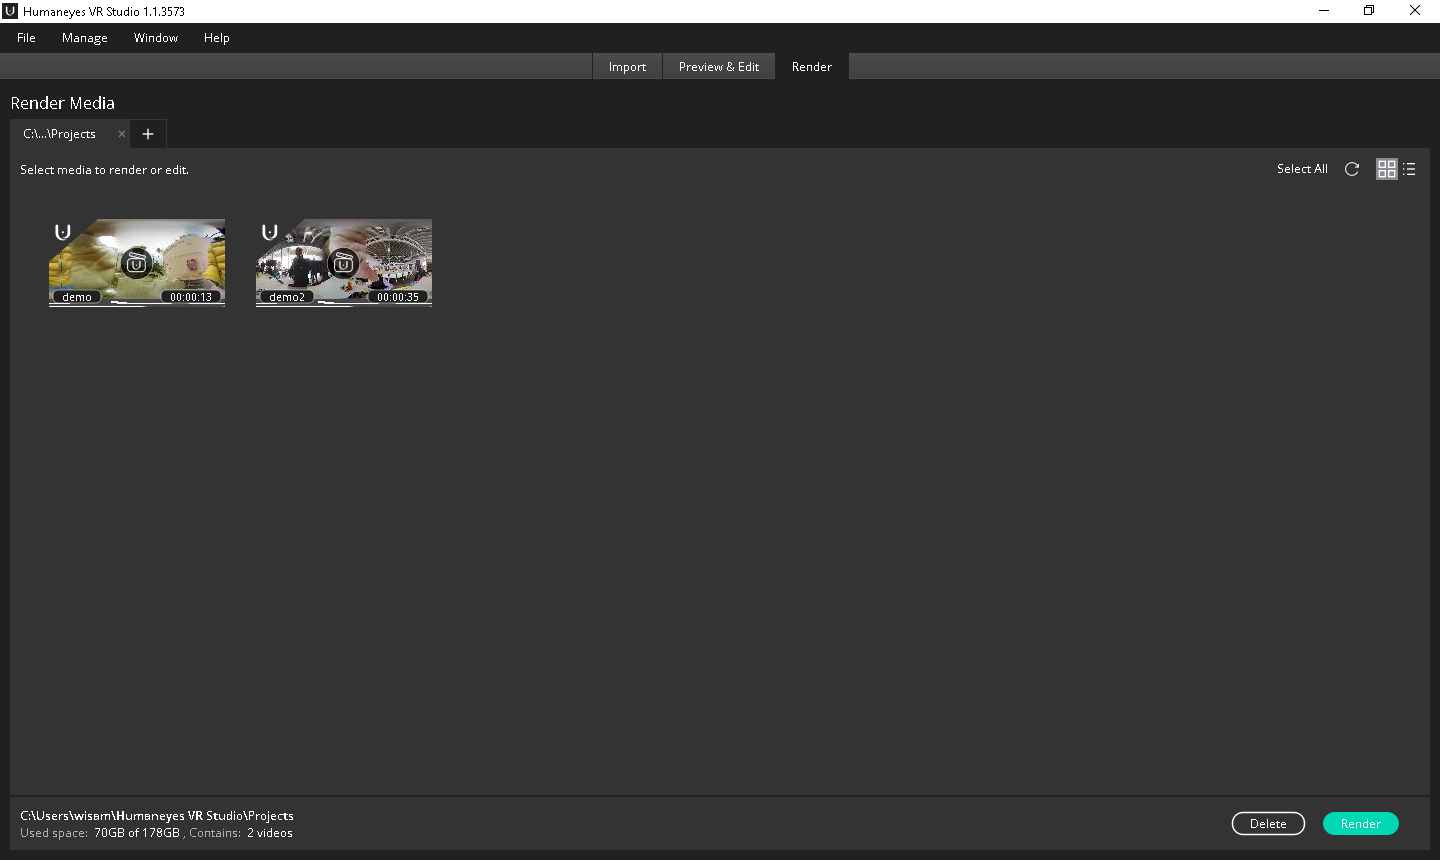 Humaneyes VR Studio 1.1.3573
File Manage Window Help
Import Preview & Edit Render
Render Media
C:\...\Projects × +
Select media to render or edit.
Select All
demo 00:00:13
demo2 00:00:35
C:\Users\wisam\Humaneyes VR Studio\Projects
Used space: 70GB of 178GB , Contains: 2 videos
Delete
Render